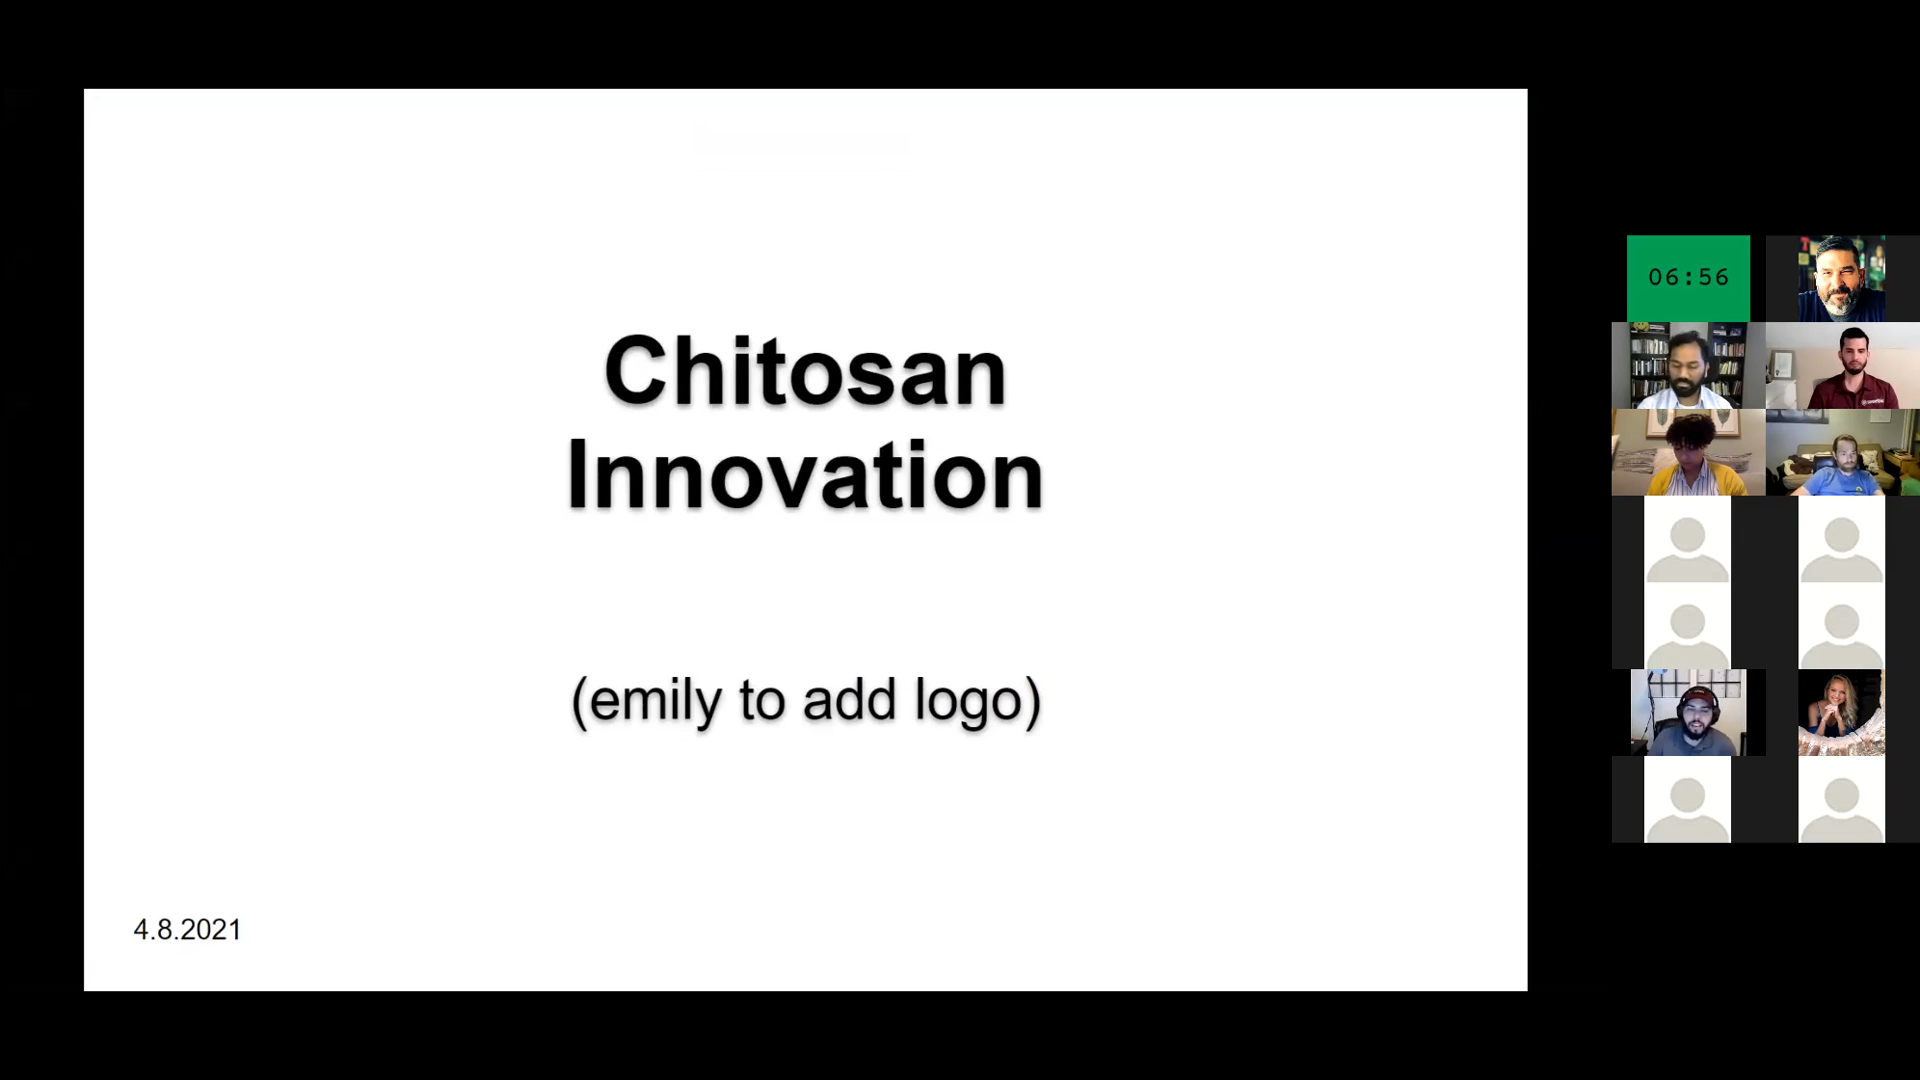 Chitosan
Innovation
(emily to add logo)
4.8.2021
06:56